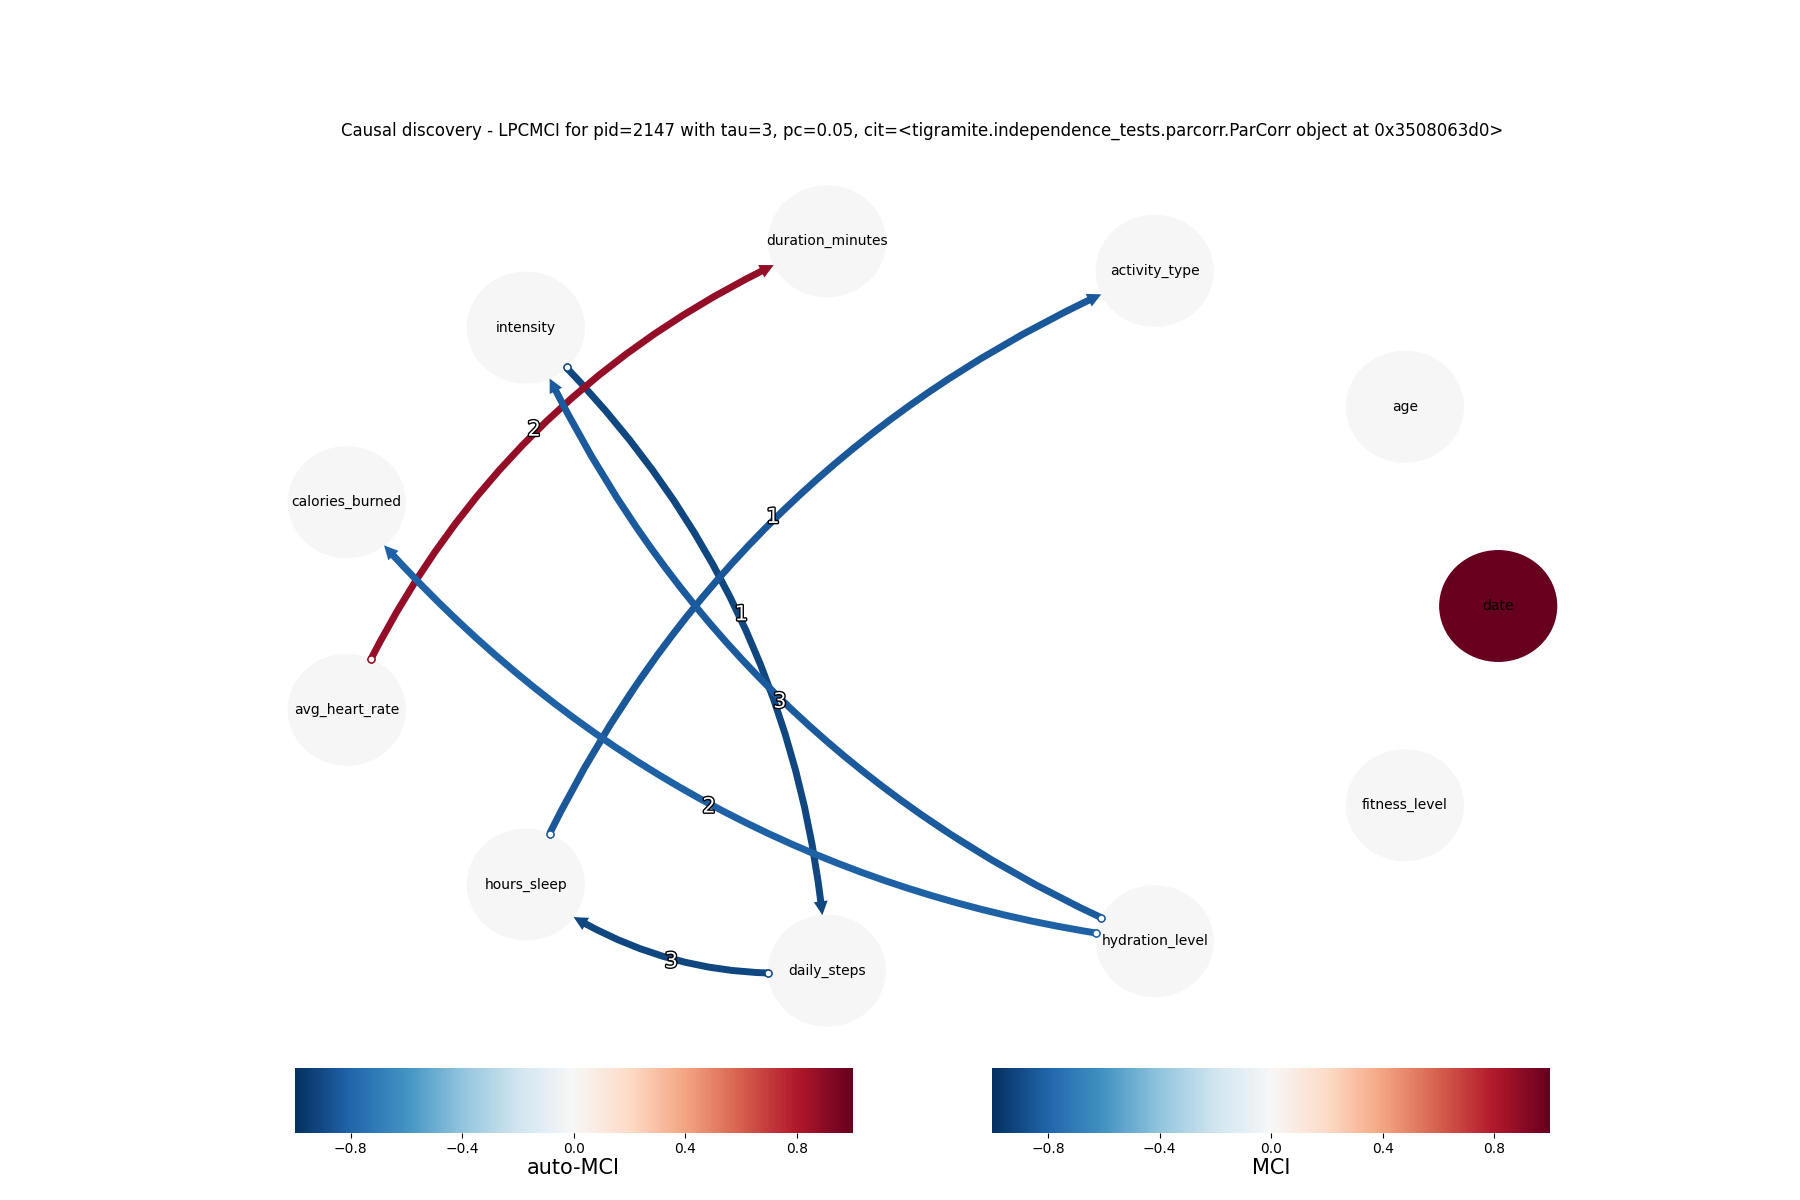 Causal discovery - LPCMCI for pid=2147 with tau=3, pc=0.05, cit=<tigramite.independence_tests.parcorr.ParCorr object at 0x3508063d0>
duration_minutes
activity_type
intensity
age
2
calories_burned
1
date
1
3
avg_heart_rate
2
fitness_level
hours_sleep
hydration_level
3
daily_steps
−0.8 −0.4 0.0 0.4 0.8
auto-MCI
−0.8 −0.4 0.0 0.4 0.8
MCI